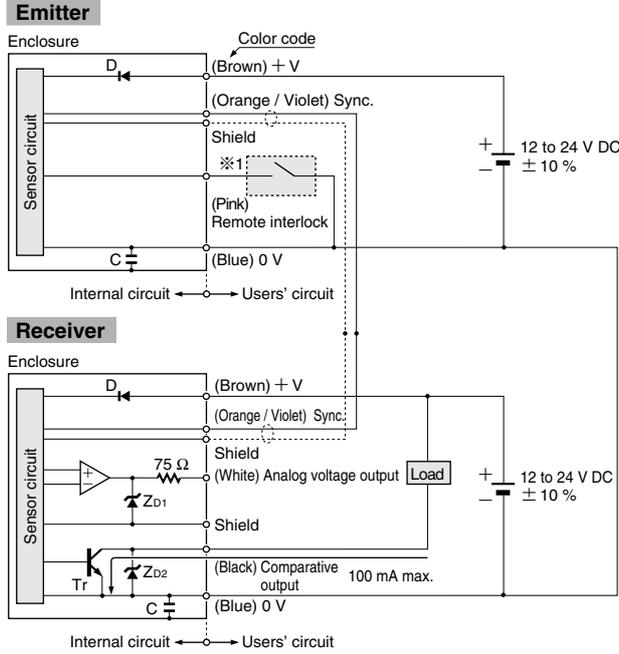 Emitter
Enclosure
Color code
D
(Brown) + V
(Orange / Violet) Sync.
Shield
Sensor circuit
※1
(Pink)
Remote interlock
+
12 to 24 V DC
−
± 10 %
C
(Blue) 0 V
Internal circuit
Users' circuit
Receiver
Enclosure
D
(Brown) + V
(Orange / Violet) Sync.
Shield
Sensor circuit
75 Ω
(White) Analog voltage output
Load
+
12 to 24 V DC
−
± 10 %
ZD1
Shield
Tr
ZD2
(Black) Comparative
output
100 mA max.
C
(Blue) 0 V
Internal circuit
Users' circuit